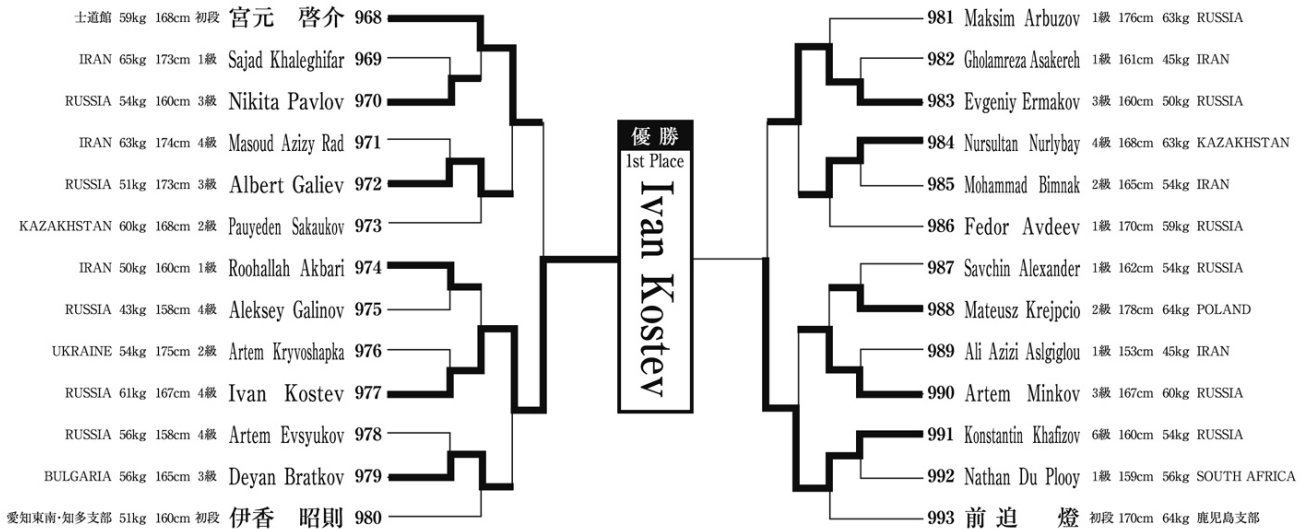 士道館 59kg 168cm 初段 宮元 啓介 968
IRAN 65kg 173cm 1級 Sajad Khaleghifar 969
RUSSIA 54kg 160cm 3級 Nikita Pavlov 970
IRAN 63kg 174cm 4級 Masoud Azizy Rad 971
RUSSIA 51kg 173cm 3級 Albert Galiev 972
KAZAKHSTAN 60kg 168cm 2級 Pauyeden Sakaukov 973
IRAN 50kg 160cm 1級 Roohallah Akbari 974
RUSSIA 43kg 158cm 4級 Aleksey Galinov 975
UKRAINE 54kg 175cm 2級 Artem Kryvoshapka 976
RUSSIA 61kg 167cm 4級 Ivan Kostev 977
RUSSIA 56kg 158cm 4級 Artem Evsyukov 978
BULGARIA 56kg 165cm 3級 Deyan Bratkov 979
愛知東南・知多支部 51kg 160cm 初段 伊香 昭則 980
優勝
1st Place
Ivan Kostev
981 Maksim Arbuzov 1級 176cm 63kg RUSSIA
982 Gholamreza Asakereh 1級 161cm 45kg IRAN
983 Evgeniy Ermakov 3級 160cm 50kg RUSSIA
984 Nursultan Nurlybay 4級 168cm 63kg KAZAKHSTAN
985 Mohammad Bimnak 2級 165cm 54kg IRAN
986 Fedor Avdeev 1級 170cm 59kg RUSSIA
987 Savchin Alexander 1級 162cm 54kg RUSSIA
988 Mateusz Krejpcio 2級 178cm 64kg POLAND
989 Ali Azizi Aslgiglou 1級 153cm 45kg IRAN
990 Artem Minkov 3級 167cm 60kg RUSSIA
991 Konstantin Khafizov 6級 160cm 54kg RUSSIA
992 Nathan Du Plooy 1級 159cm 56kg SOUTH AFRICA
993 前迫 燈 初段 170cm 64kg 鹿児島支部